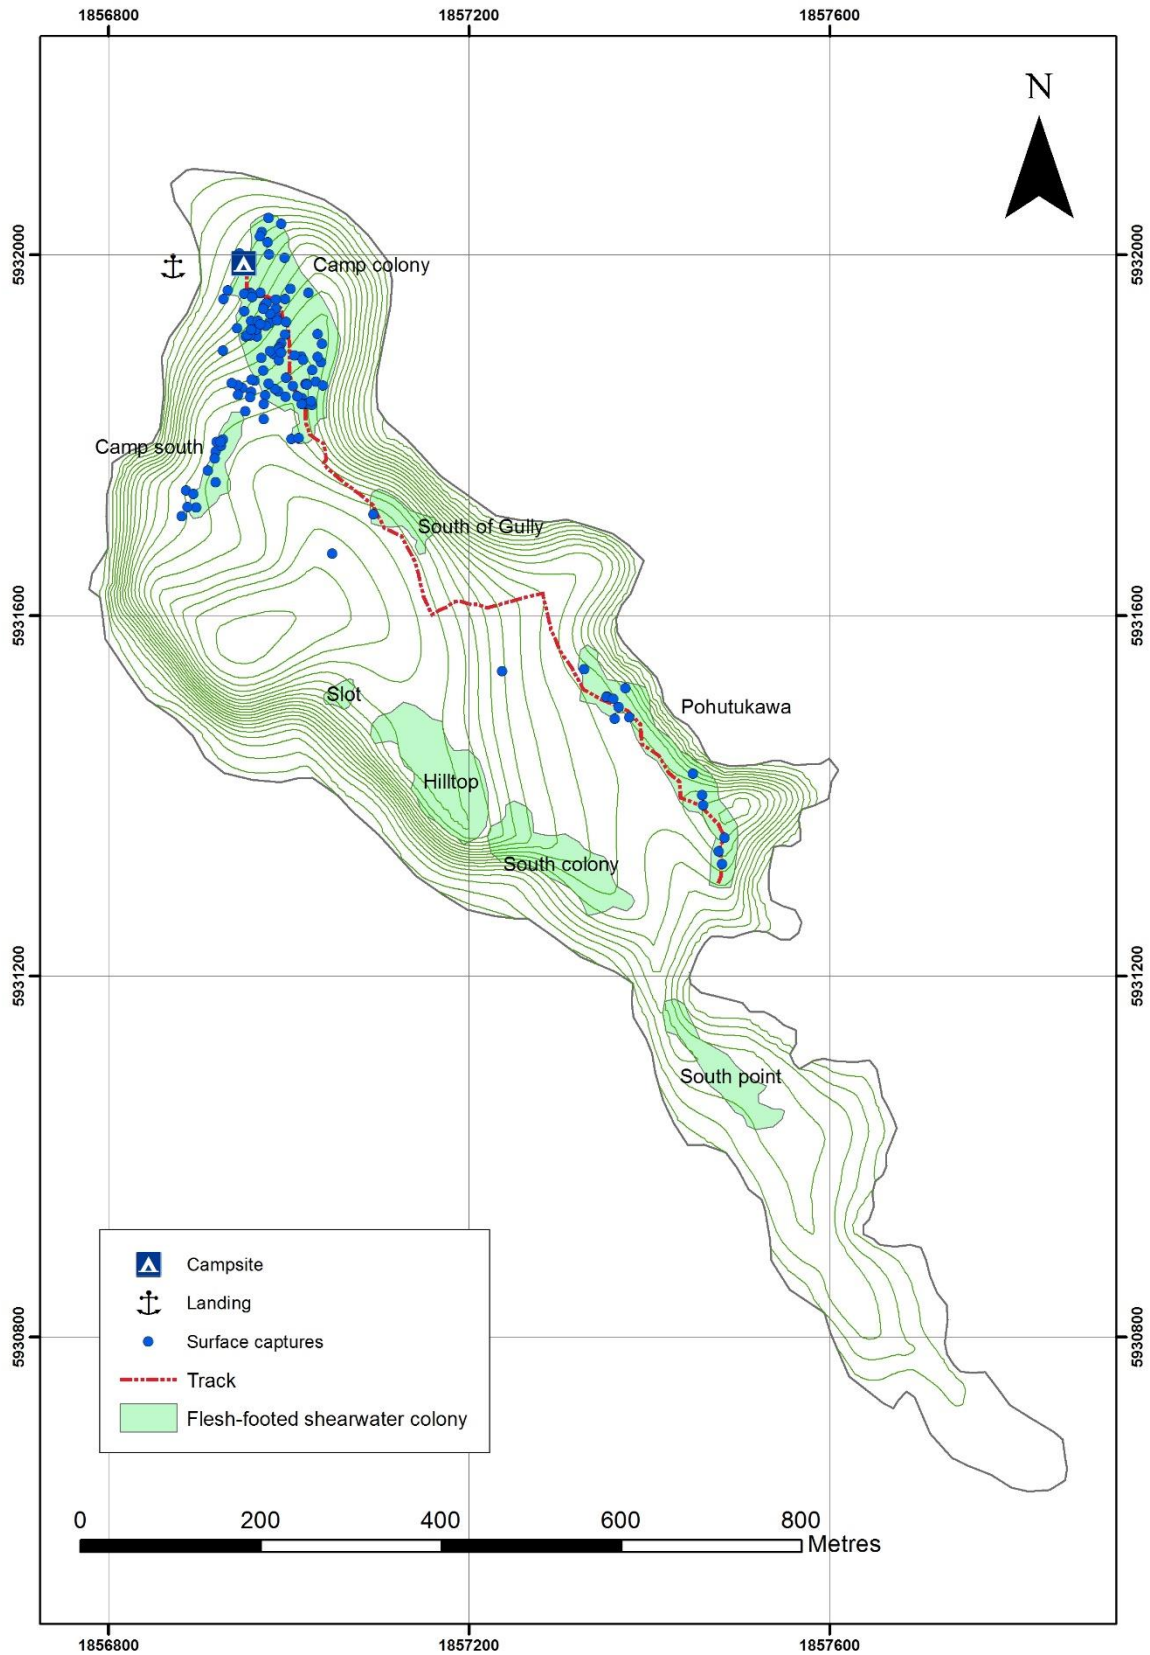 1856800 1857200 1857600
N
5932000 5932000
Camp colony
Camp south
South of Gully
5931600 5931600
Slot
Pohutukawa
Hilltop
South colony
5931200 5931200
South point
Campsite
Landing
5930800 5930800
Surface captures
Track
Flesh-footed shearwater colony
0 200 400 600 800
Metres
1856800 1857200 1857600